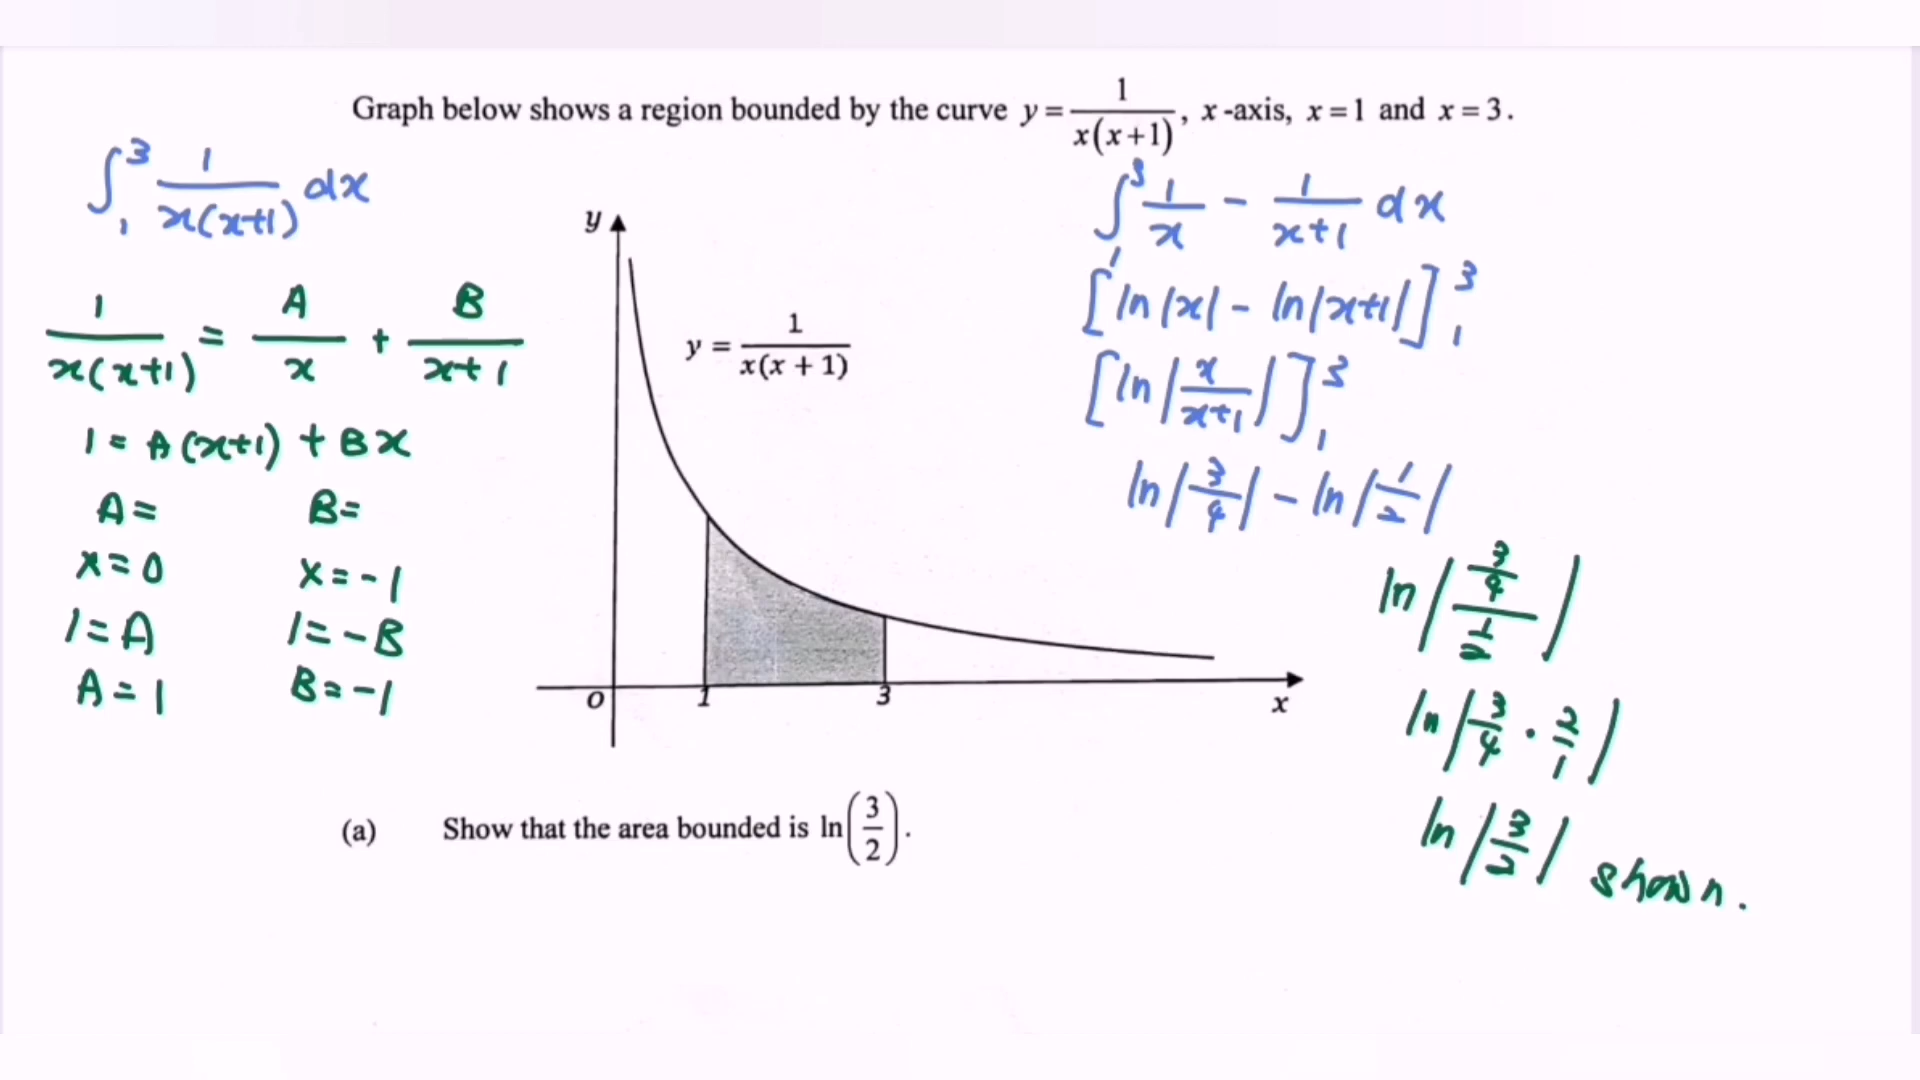 Graph below shows a region bounded by the curve y = 1/(x(x+1)), x-axis, x = 1 and x = 3.
∫₁³ 1/(x(x+1)) dx
1/(x(x+1)) = A/x + B/(x+1)
1 = A(x+1) + Bx
A = B =
x = 0 x = -1
1 = A 1 = -B
A = 1 B = -1
y
y = 1/(x(x + 1))
O 1 3 x
∫₁³ 1/x - 1/(x+1) dx
[ln|x| - ln|x+1|]₁³
[ln|x/(x+1)|]₁³
ln|3/4| - ln|1/2|
ln|(3/4)/(1/2)|
ln|3/4 · 2/1|
ln|3/2| shown.
(a) Show that the area bounded is ln(3/2).